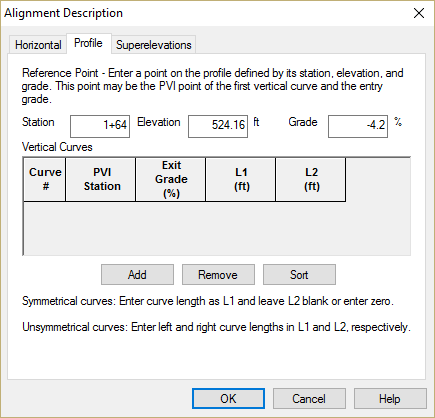 Alignment Description
Horizontal Profile Superelevations
Reference Point - Enter a point on the profile defined by its station, elevation, and
grade. This point may be the PVI point of the first vertical curve and the entry
grade.
Station 1+64 Elevation 524.16 ft Grade -4.2 %
Vertical Curves
Curve # PVI Station Exit Grade (%) L1 (ft) L2 (ft)
Add Remove Sort
Symmetrical curves: Enter curve length as L1 and leave L2 blank or enter zero.
Unsymmetrical curves: Enter left and right curve lengths in L1 and L2, respectively.
OK Cancel Help